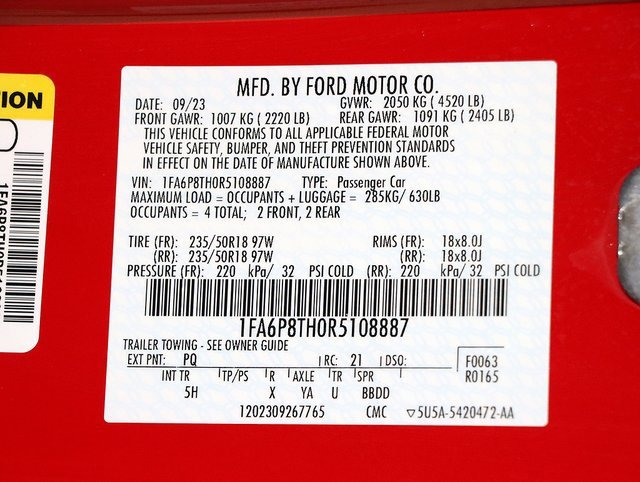 ION
MFD. BY FORD MOTOR CO.
DATE: 09/23 GVWR: 2050 KG ( 4520 LB)
FRONT GAWR: 1007 KG ( 2220 LB) REAR GAWR: 1091 KG ( 2405 LB)
THIS VEHICLE CONFORMS TO ALL APPLICABLE FEDERAL MOTOR
VEHICLE SAFETY, BUMPER, AND THEFT PREVENTION STANDARDS
IN EFFECT ON THE DATE OF MANUFACTURE SHOWN ABOVE.
VIN: 1FA6P8TH0R5108887 TYPE: Passenger Car
MAXIMUM LOAD = OCCUPANTS + LUGGAGE = 285KG/ 630LB
OCCUPANTS = 4 TOTAL; 2 FRONT, 2 REAR
TIRE (FR): 235/50R18 97W RIMS (FR): 18x8.0J
(RR): 235/50R18 97W (RR): 18x8.0J
PRESSURE (FR): 220 kPa/ 32 PSI COLD (RR): 220 kPa/ 32 PSI COLD
1FA6P8TH0R5108887
TRAILER TOWING - SEE OWNER GUIDE
EXT PNT: PQ RC: 21 DSO: F0063
R0165
INT TR TP/PS R AXLE TR SPR
5H X YA U BBDD
1202309267765 CMC ▽5U5A-5420472-AA